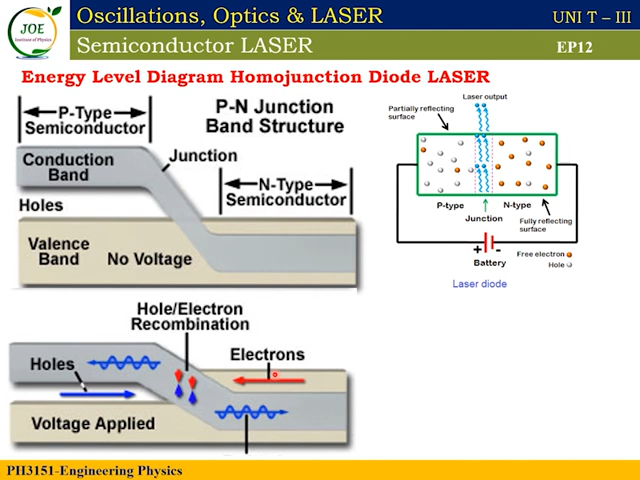 JOE
Institute of Physics
Oscillations, Optics & LASER
UNI T – III
Semiconductor LASER
EP12
Energy Level Diagram Homojunction Diode LASER
P-Type
Semiconductor
P-N Junction
Band Structure
Conduction
Band
Junction
N-Type
Semiconductor
Holes
Valence
Band
No Voltage
Laser output
Partially reflecting
surface
P-type
N-type
Junction
Fully reflecting
surface
+
-
Battery
Free electron
Hole
Laser diode
Hole/Electron
Recombination
Holes
Electrons
Voltage Applied
PH3151-Engineering Physics